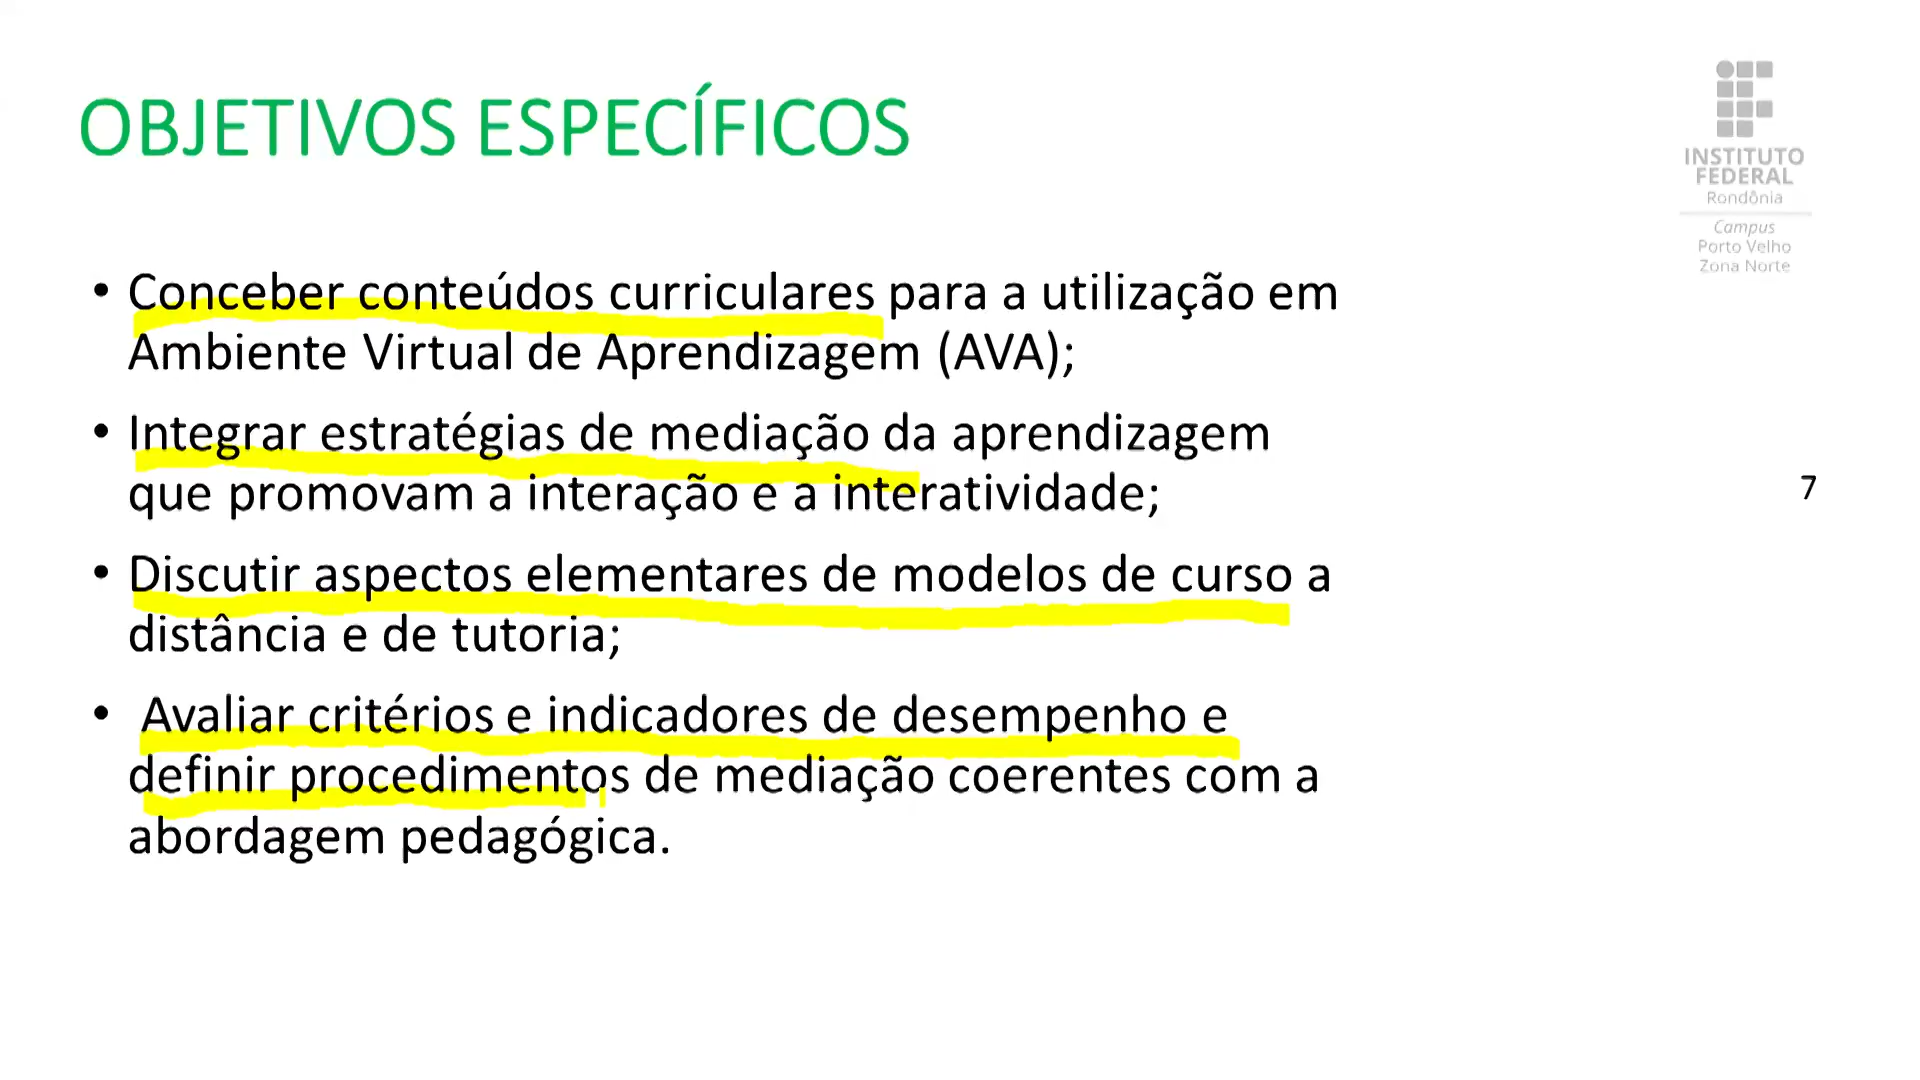 OBJETIVOS ESPECÍFICOS
INSTITUTO
FEDERAL
Rondônia
Campus
Porto Velho
Zona Norte
• Conceber conteúdos curriculares para a utilização em
Ambiente Virtual de Aprendizagem (AVA);
• Integrar estratégias de mediação da aprendizagem
que promovam a interação e a interatividade;
7
• Discutir aspectos elementares de modelos de curso a
distância e de tutoria;
• Avaliar critérios e indicadores de desempenho e
definir procedimentos de mediação coerentes com a
abordagem pedagógica.